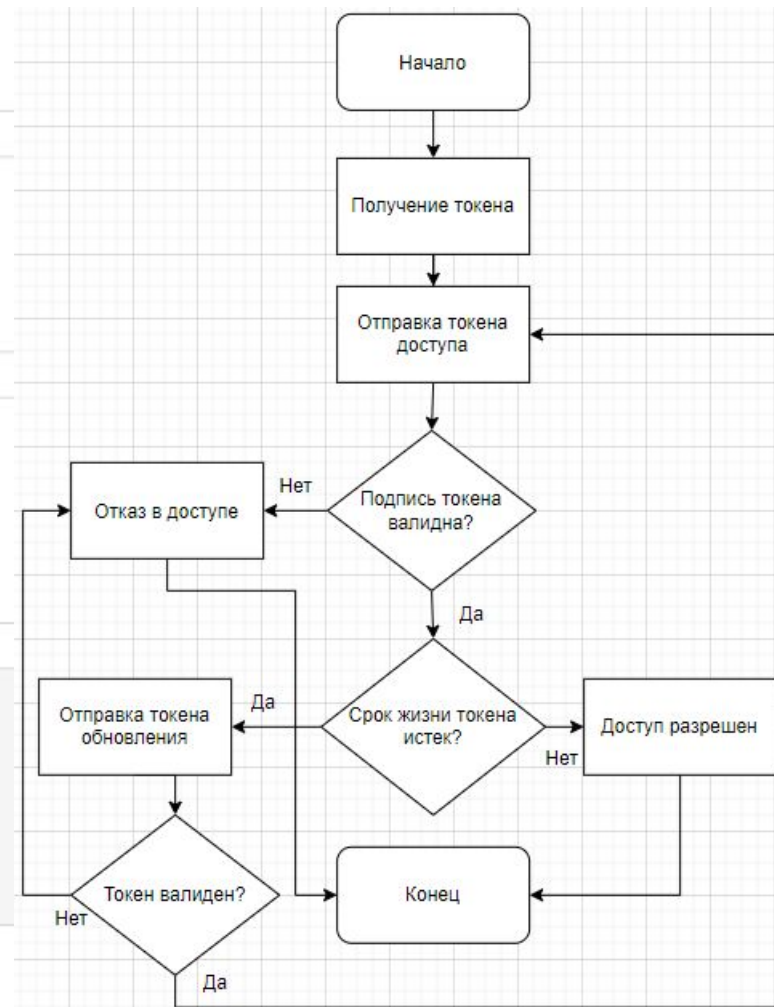 Начало
Получение токена
Отправка токена
доступа
Нет
Подпись токена
валидна?
Отказ в доступе
Да
Отправка токена
обновления
Да
Срок жизни токена
истек?
Нет
Доступ разрешен
Токен валиден?
Нет
Конец
Да